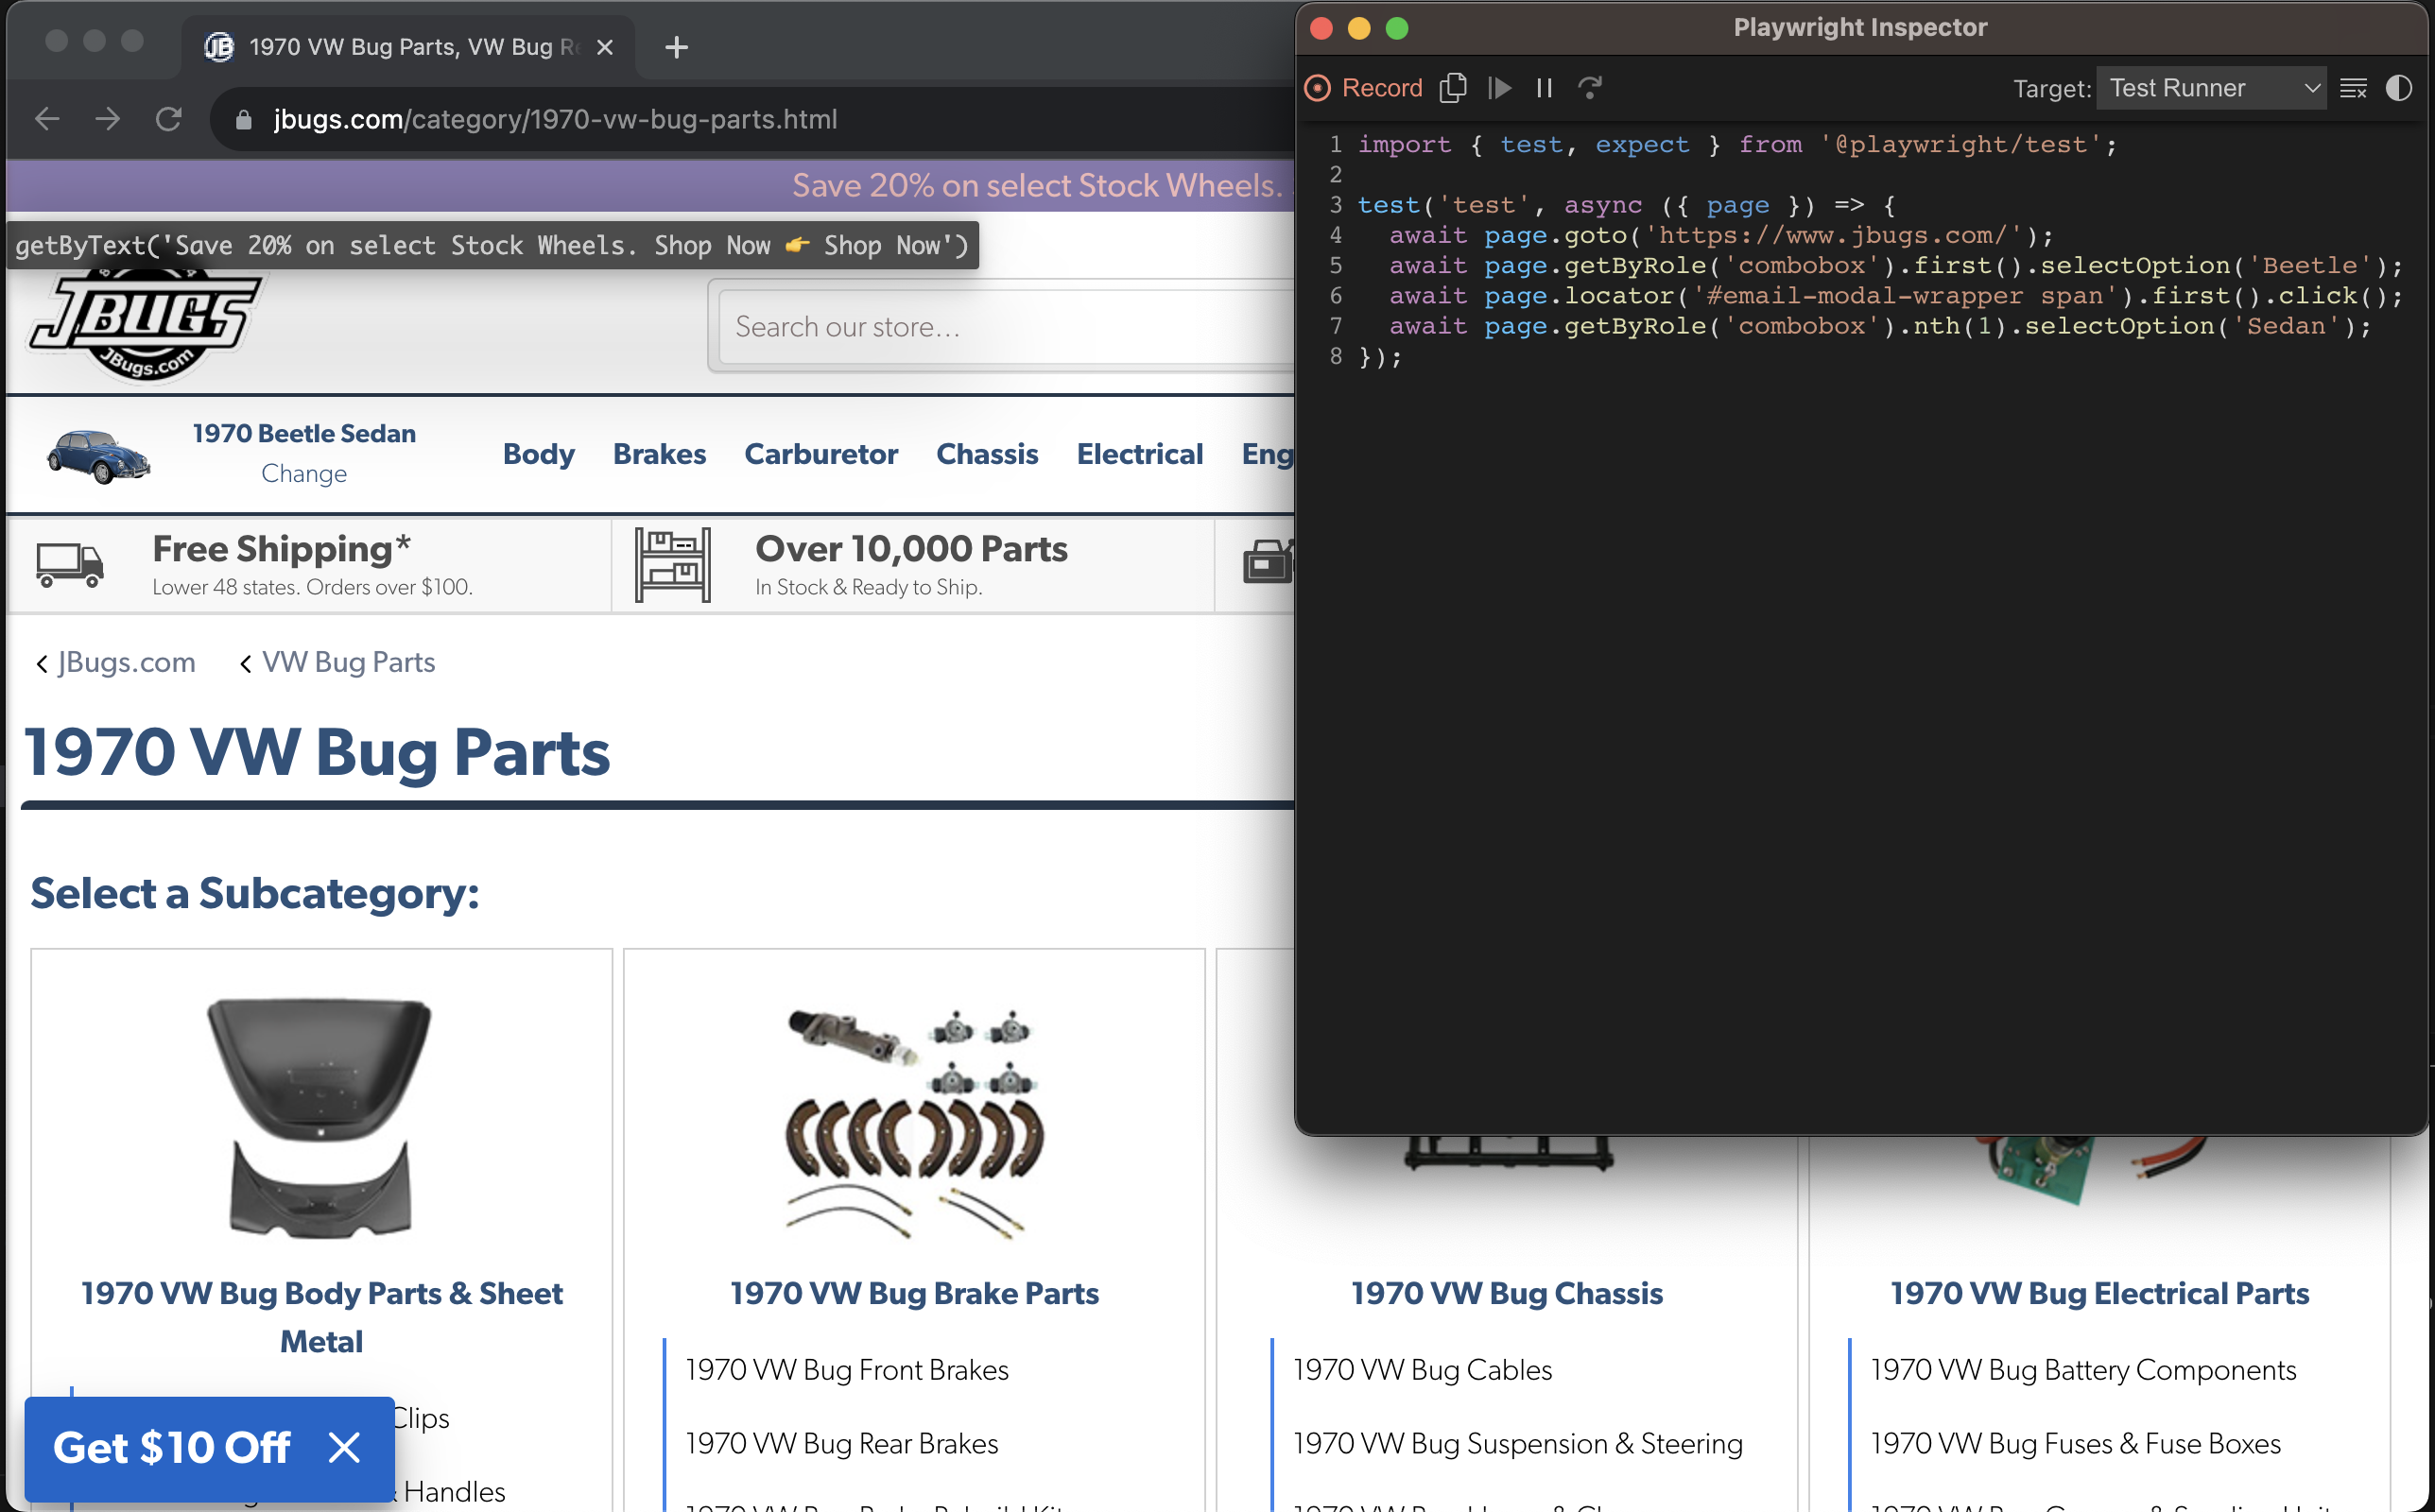 1970 VW Bug Parts, VW Bug Re
jbugs.com/category/1970-vw-bug-parts.html
Save 20% on select Stock Wheels.
getByText('Save 20% on select Stock Wheels. Shop Now 👉 Shop Now')
JBUGS
JBugs.com
Search our store...
1970 Beetle Sedan
Change
Body Brakes Carburetor Chassis Electrical Eng
Free Shipping*
Lower 48 states. Orders over $100.
Over 10,000 Parts
In Stock & Ready to Ship.
JBugs.com VW Bug Parts
1970 VW Bug Parts
Select a Subcategory:
1970 VW Bug Body Parts & Sheet
Metal
Clips
& Handles
1970 VW Bug Brake Parts
1970 VW Bug Front Brakes
1970 VW Bug Rear Brakes
1970 VW Bug Chassis
1970 VW Bug Cables
1970 VW Bug Suspension & Steering
1970 VW Bug Electrical Parts
1970 VW Bug Battery Components
1970 VW Bug Fuses & Fuse Boxes
Get $10 Off
Playwright Inspector
Record
Target: Test Runner
1 import { test, expect } from '@playwright/test';
2
3 test('test', async ({ page }) => {
4 await page.goto('https://www.jbugs.com/');
5 await page.getByRole('combobox').first().selectOption('Beetle');
6 await page.locator('#email-modal-wrapper span').first().click();
7 await page.getByRole('combobox').nth(1).selectOption('Sedan');
8 });